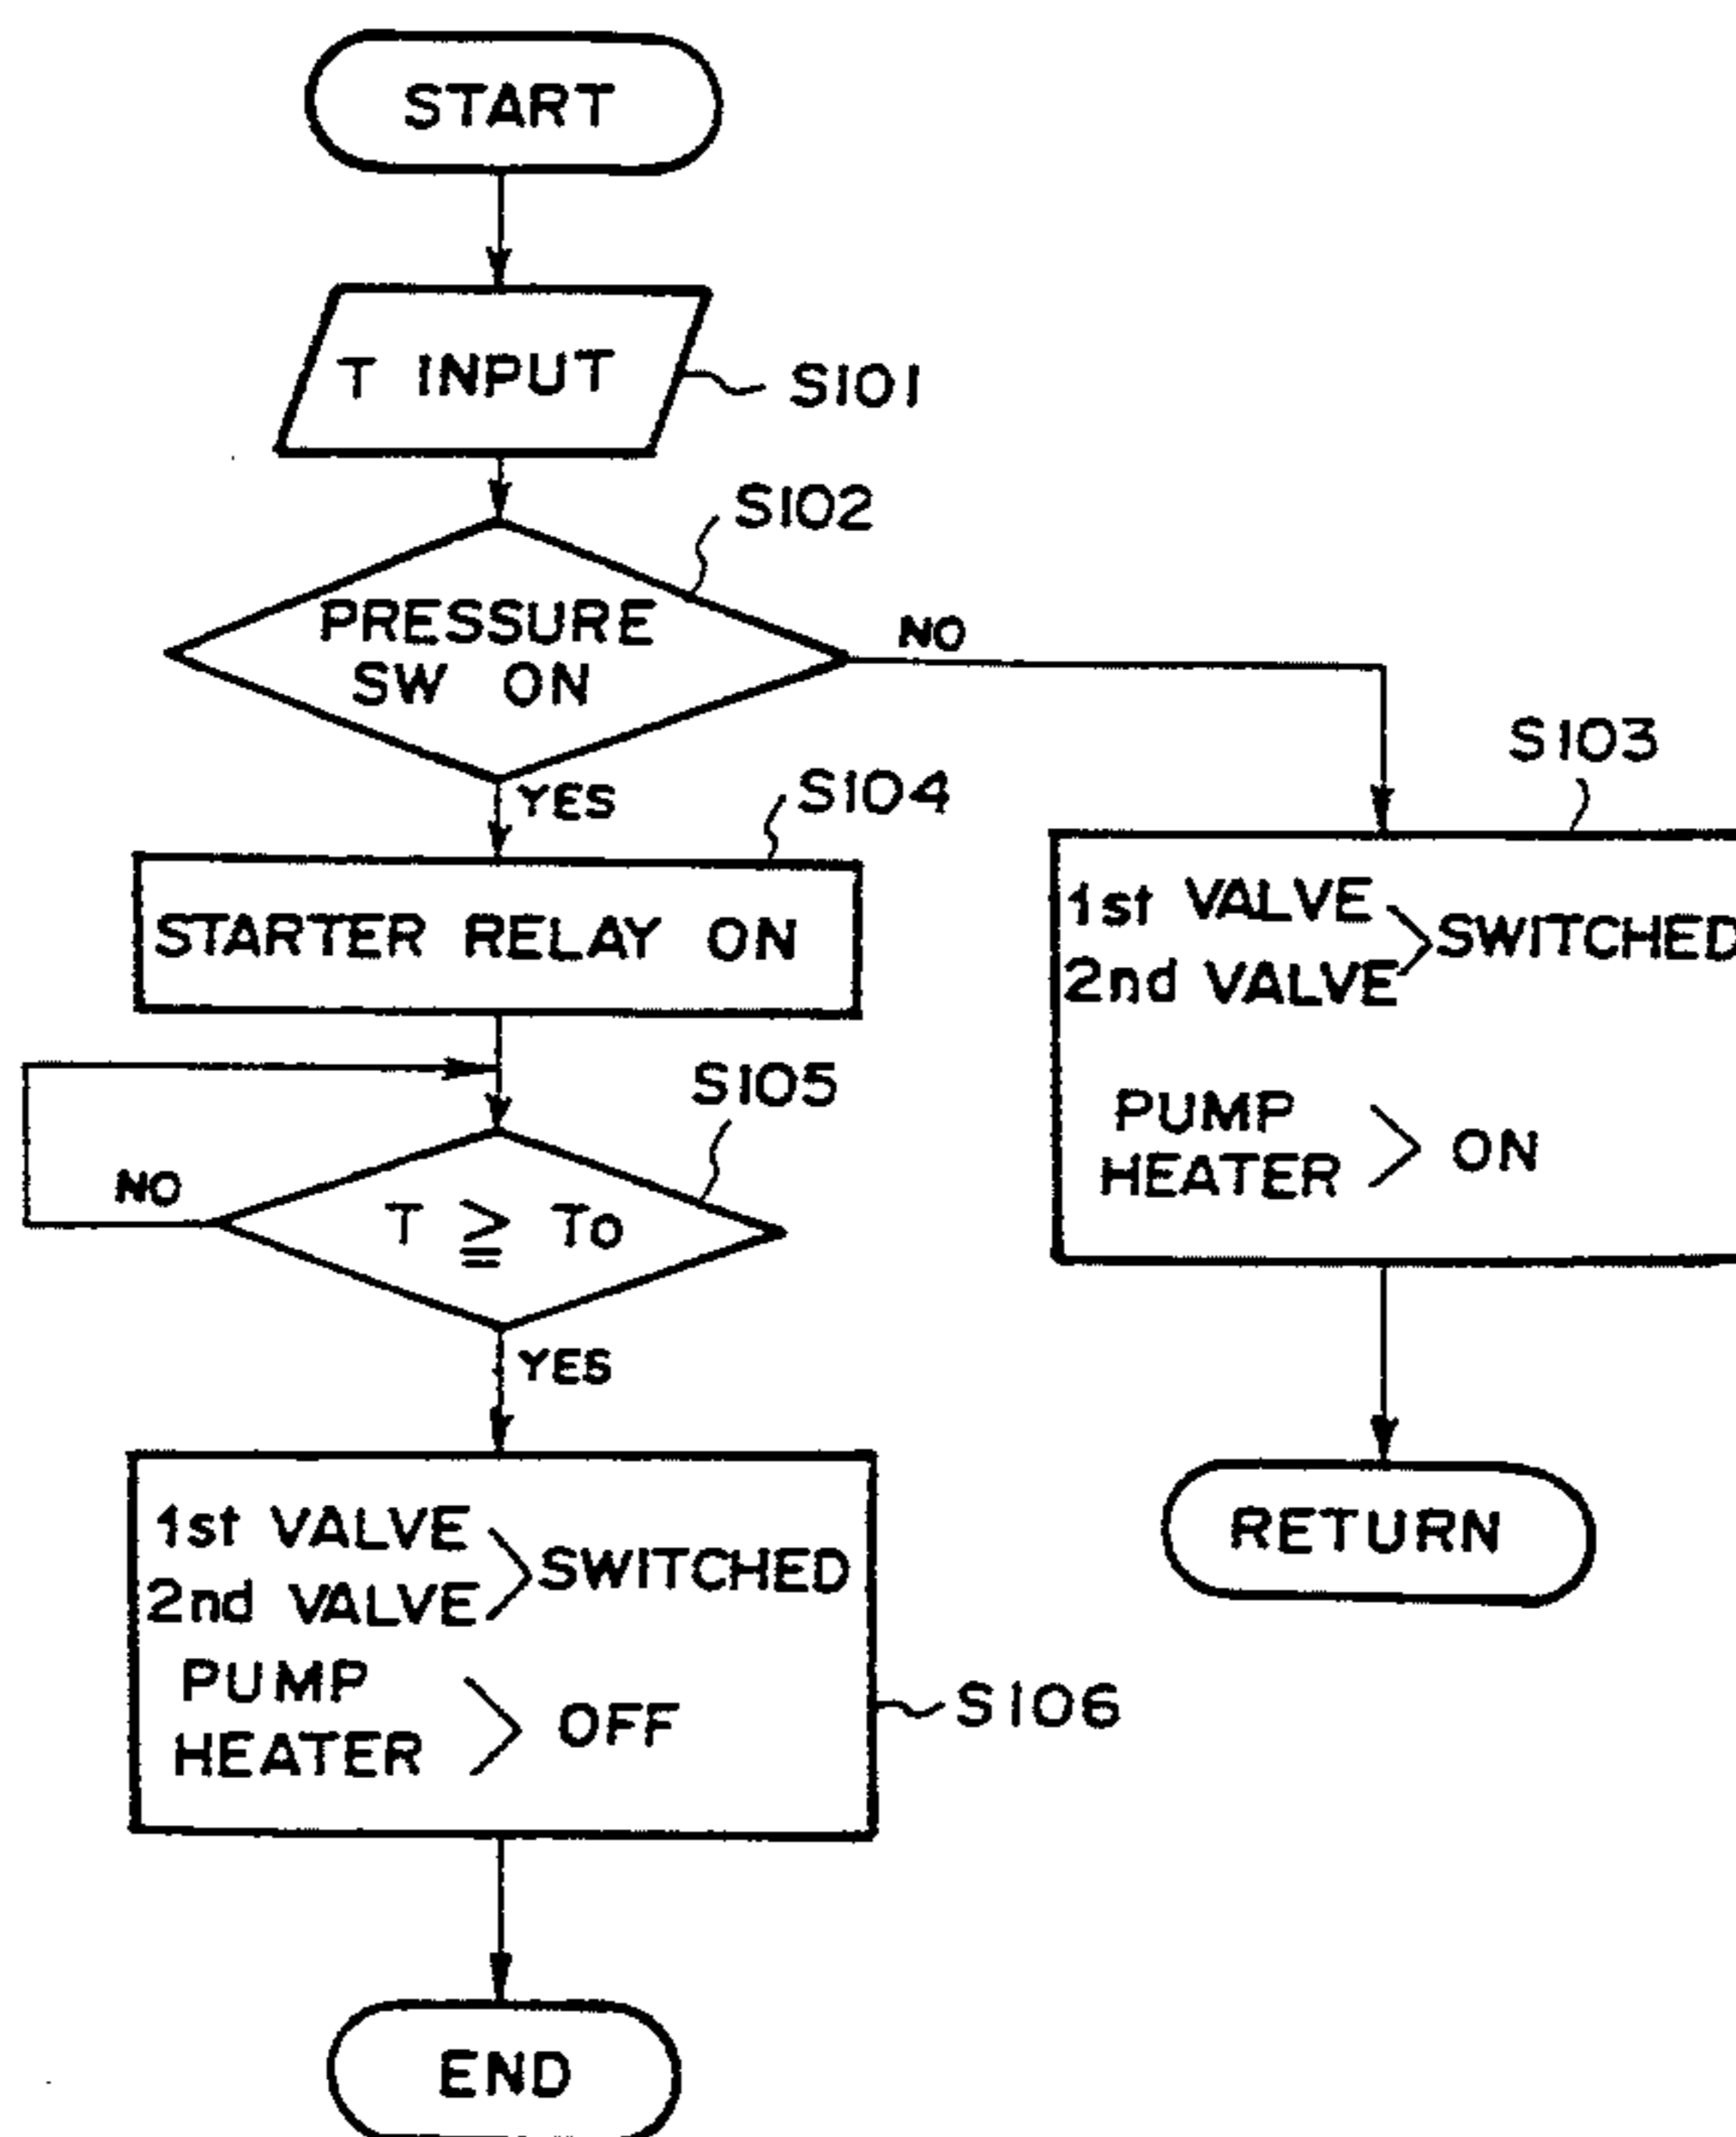 START
T INPUT
S101
S102
PRESSURE
SW ON
NO
YES
S104
STARTER RELAY ON
S103
1st VALVE
2nd VALVE
SWITCHED
PUMP
HEATER
ON
RETURN
S105
T ≧ To
NO
YES
1st VALVE
2nd VALVE
SWITCHED
PUMP
HEATER
OFF
S106
END